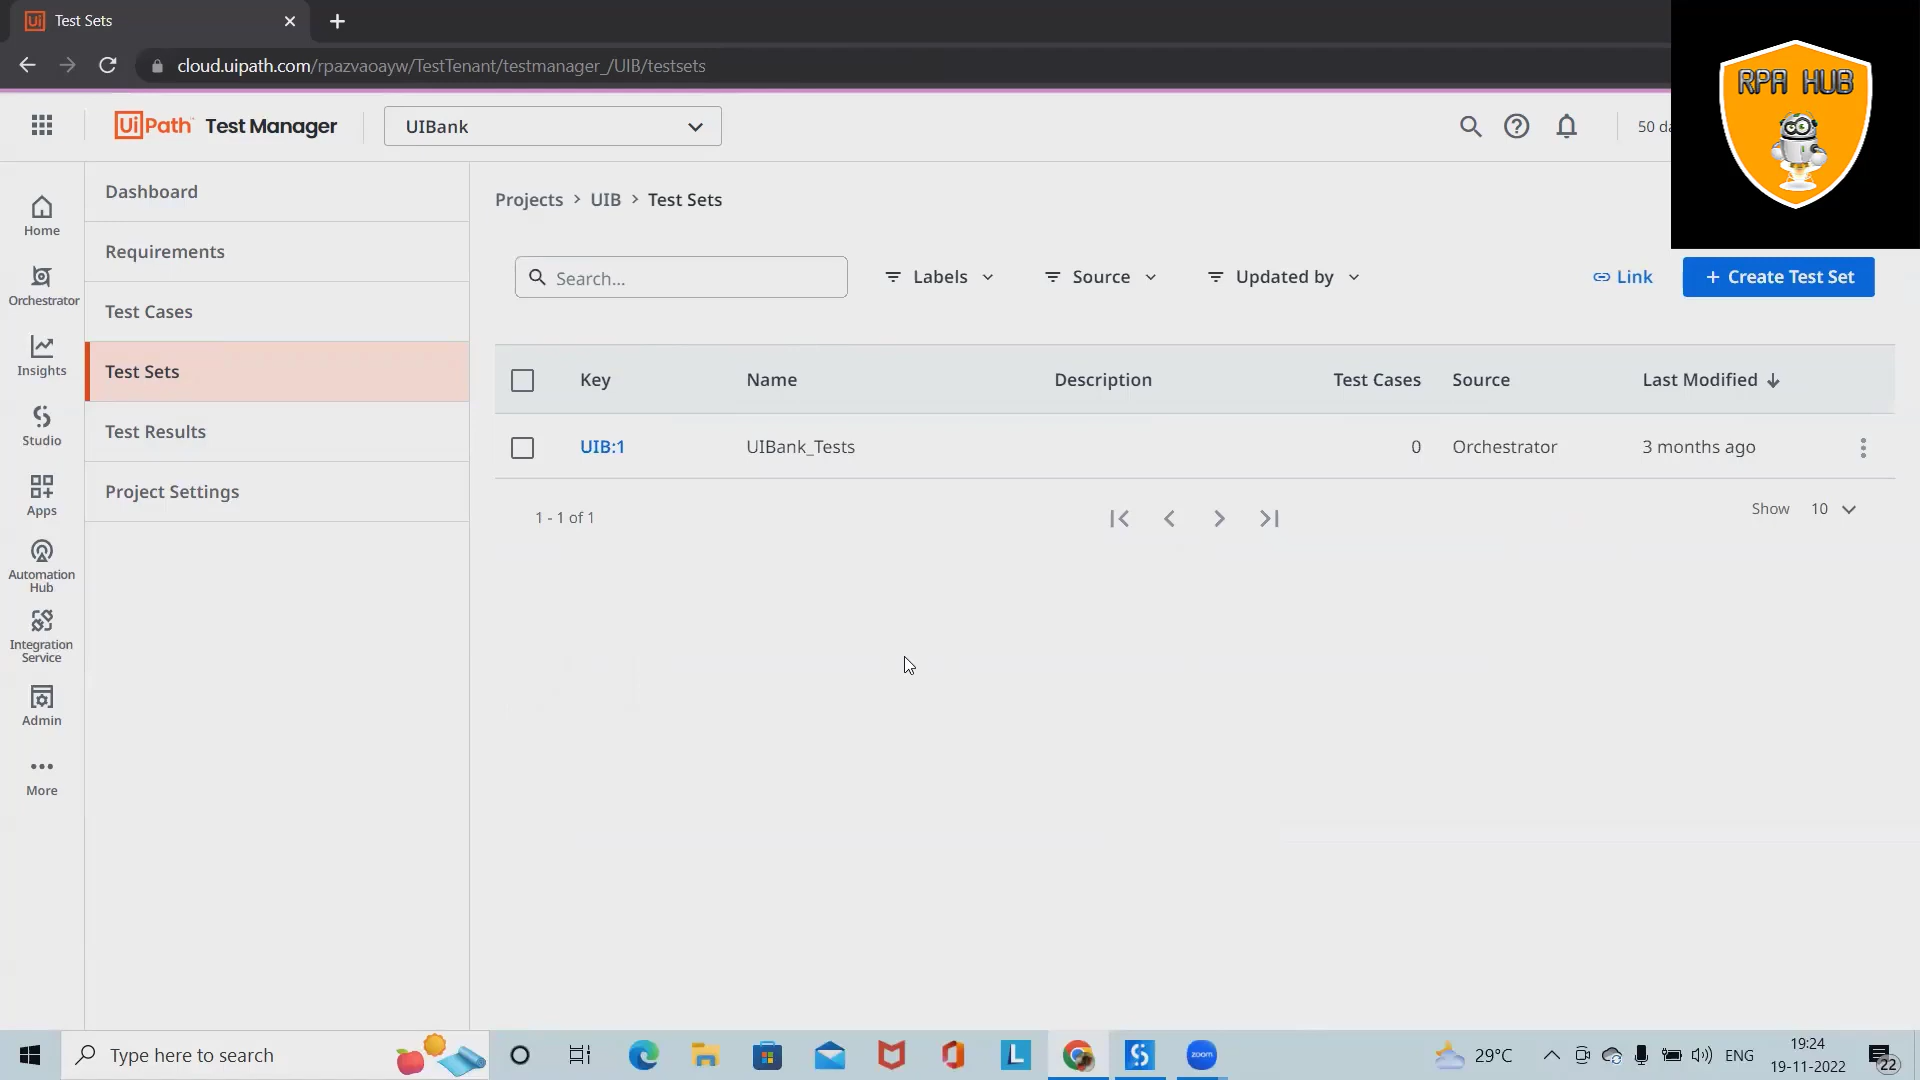 Test Sets
cloud.uipath.com/rpazvaoayw/TestTenant/testmanager_/UIB/testsets
RPA HUB
UiPath Test Manager
UIBank
50 da
Home
Orchestrator
Insights
Studio
Apps
Automation
Hub
Integration
Service
Admin
More
Dashboard
Requirements
Test Cases
Test Sets
Test Results
Project Settings
Projects > UIB > Test Sets
Search...
Labels
Source
Updated by
Link
+ Create Test Set
Key Name Description Test Cases Source Last Modified
UIB:1 UIBank_Tests 0 Orchestrator 3 months ago
1 - 1 of 1
Show 10
Type here to search
L
zoom
29°C
ENG
19:24
19-11-2022
22